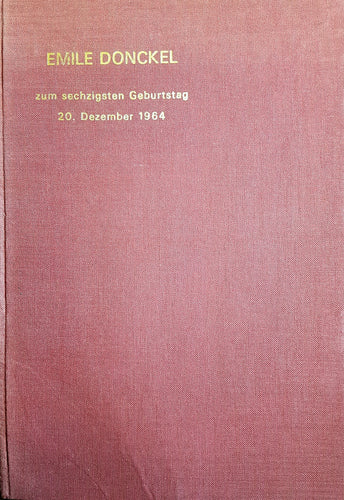 EMILE DONCKEL
zum sechzigsten Geburtstag
20. Dezember 1964